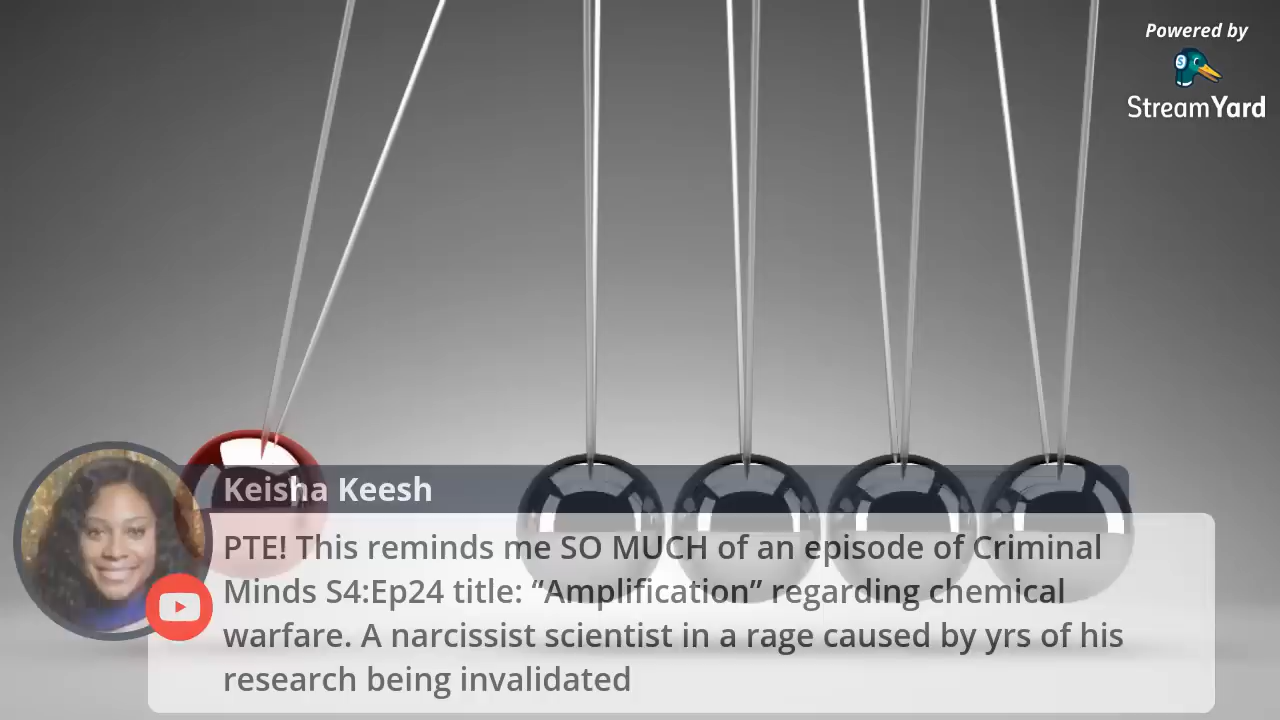 Powered by
StreamYard
Keisha Keesh
PTE! This reminds me SO MUCH of an episode of Criminal
Minds S4:Ep24 title: “Amplification” regarding chemical
warfare. A narcissist scientist in a rage caused by yrs of his
research being invalidated